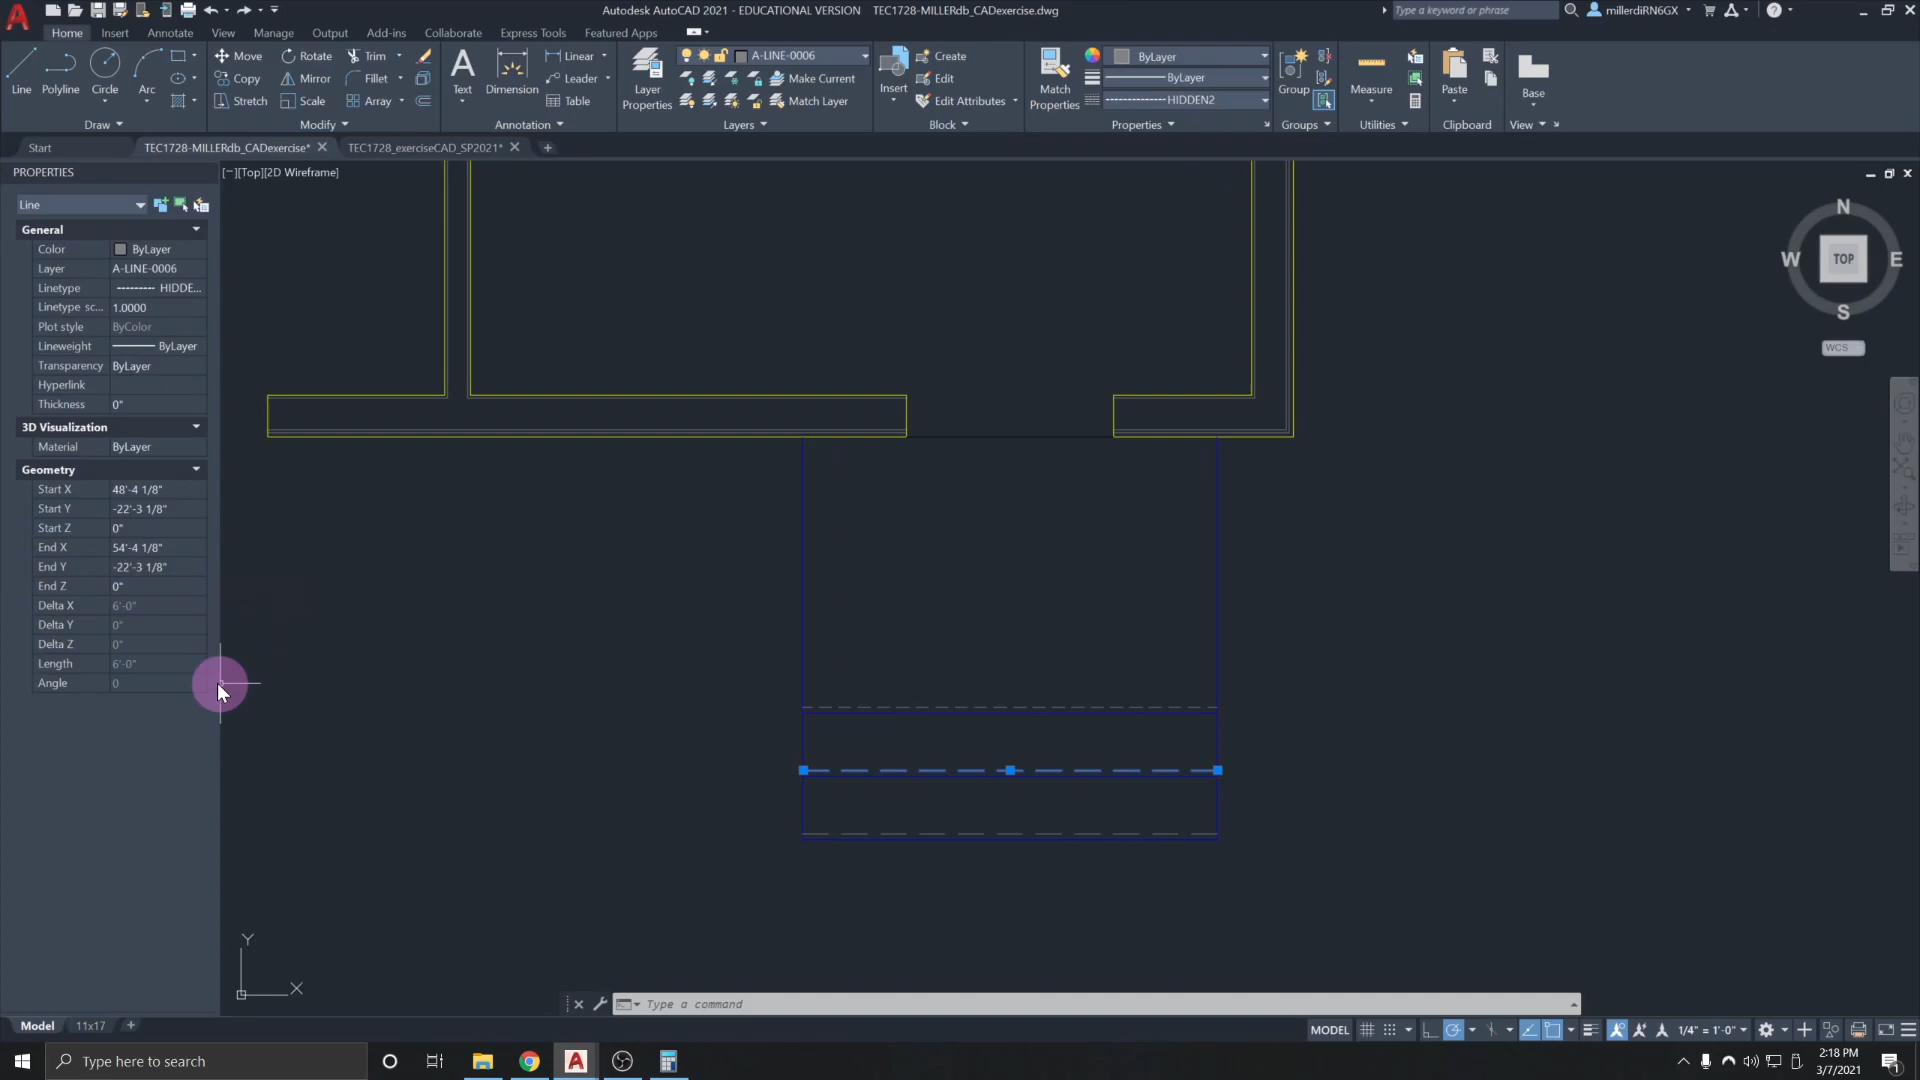 Autodesk AutoCAD 2021 - EDUCATIONAL VERSION TEC1728-MILLERdb_CADexercise.dwg
Type a keyword or phrase
millerdiRN6GX
Home Insert Annotate View Manage Output Add-ins Collaborate Express Tools Featured Apps
Line Polyline Circle Arc
Draw
Move Rotate Trim
Copy Mirror Fillet
Stretch Scale Array
Modify
Text Dimension
Linear
Leader
Table
Annotation
Layer Properties
A-LINE-0006
Make Current
Match Layer
Layers
Insert
Create
Edit
Edit Attributes
Block
Match Properties
ByLayer
ByLayer
HIDDEN2
Properties
Group
Groups
Measure
Utilities
Paste
Clipboard
Base
View
Start TEC1728-MILLERdb_CADexercise* TEC1728_exerciseCAD_SP2021*
PROPERTIES
[−][Top][2D Wireframe]
Line
General
Color ByLayer
Layer A-LINE-0006
Linetype HIDDE...
Linetype sc... 1.0000
Plot style ByColor
Lineweight ByLayer
Transparency ByLayer
Hyperlink
Thickness 0"
3D Visualization
Material ByLayer
Geometry
Start X 48'-4 1/8"
Start Y -22'-3 1/8"
Start Z 0"
End X 54'-4 1/8"
End Y -22'-3 1/8"
End Z 0"
Delta X 6'-0"
Delta Y 0"
Delta Z 0"
Length 6'-0"
Angle 0
N
W TOP E
S
WCS
Y
X
Type a command
Model 11x17
MODEL
1/4" = 1'-0"
Type here to search
2:18 PM
3/7/2021
1